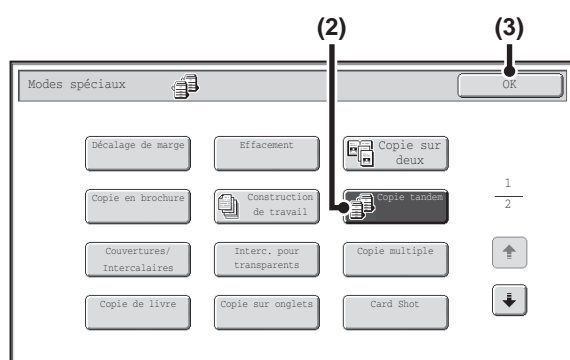 (2)
(3)
Modes spéciaux
OK
Décalage de marge
Effacement
Copie sur
deux
Copie en brochure
Construction
de travail
Copie tandem
1
2
Couvertures/
Intercalaires
Interc. pour
transparents
Copie multiple
Copie de livre
Copie sur onglets
Card Shot